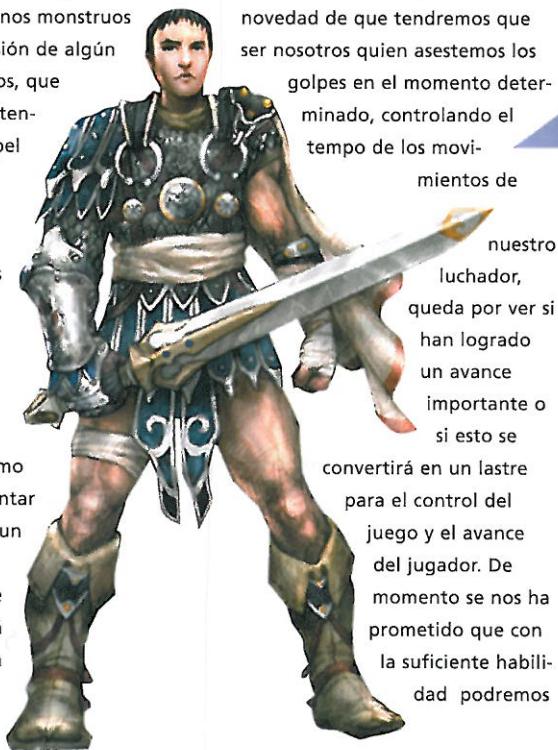 nos monstruos
sión de algún
os, que
ten-
pel
mo
ntar
un
novedad de que tendremos que
ser nosotros quien asestemos los
golpes en el momento deter-
minado, controlando el
tempo de los movi-
mientos de
nuestro
luchador,
queda por ver si
han logrado
un avance
importante o
si esto se
convertirá en un lastre
para el control del
juego y el avance
del jugador. De
momento se nos ha
prometido que con
la suficiente habili-
dad podremos